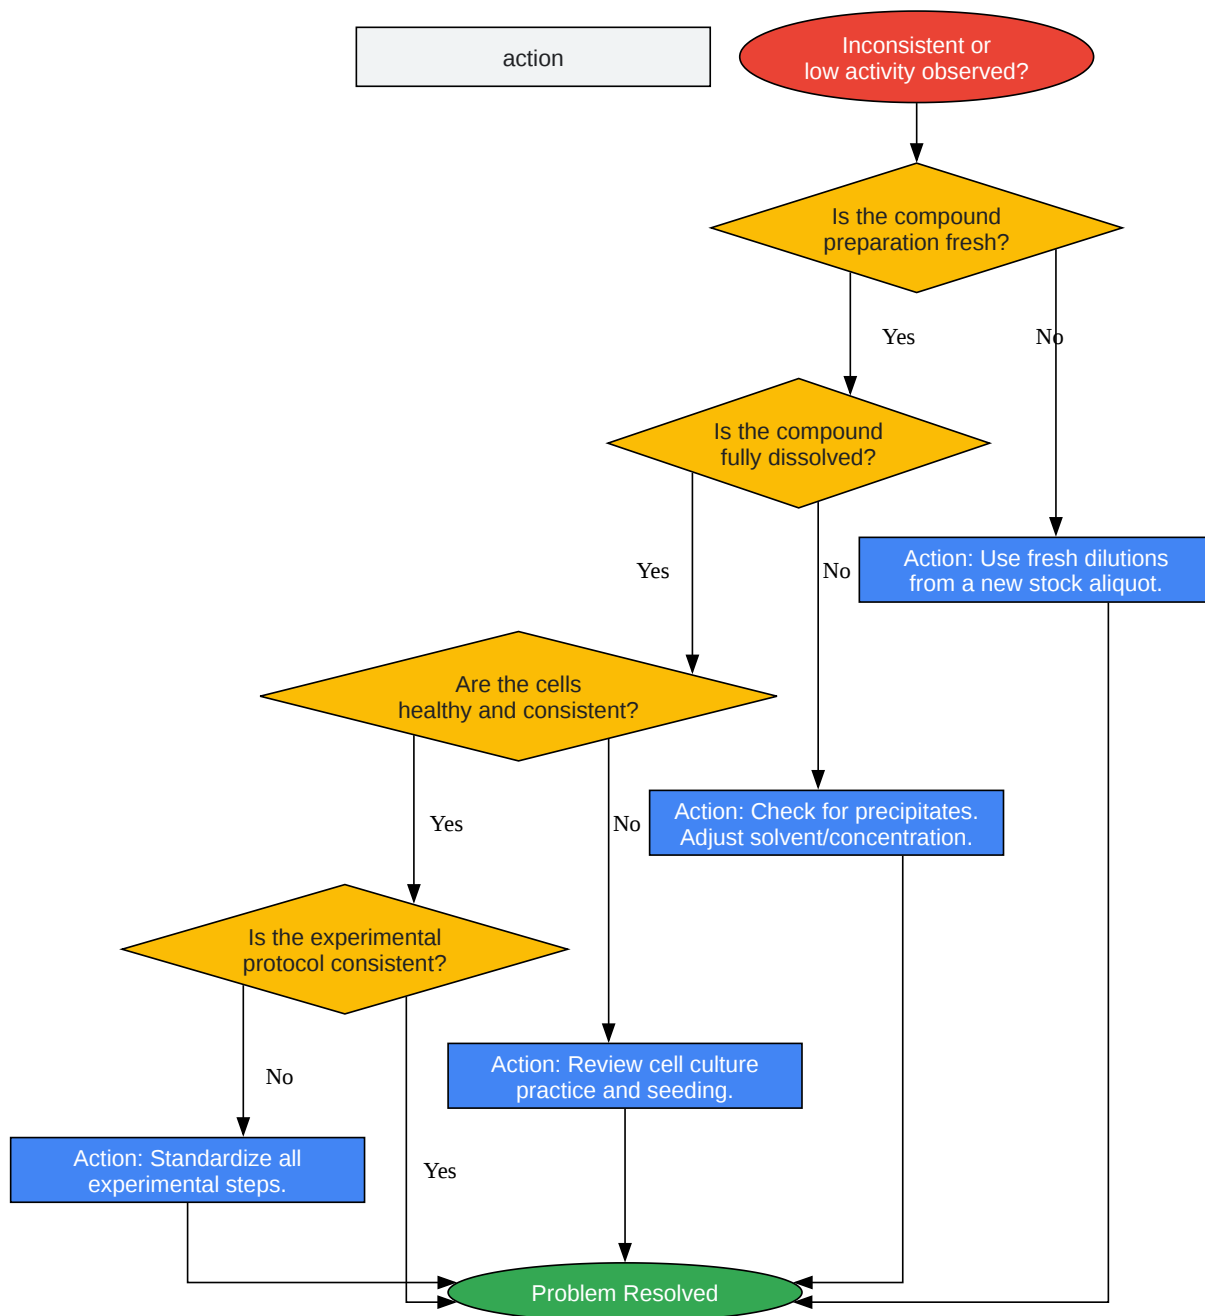 action
Inconsistent or
low activity observed?
Is the compound
preparation fresh?
Yes
No
Is the compound
fully dissolved?
Yes
No
Action: Use fresh dilutions
from a new stock aliquot.
Are the cells
healthy and consistent?
Yes
No
Action: Check for precipitates.
Adjust solvent/concentration.
Is the experimental
protocol consistent?
No
Yes
Action: Review cell culture
practice and seeding.
Action: Standardize all
experimental steps.
Problem Resolved